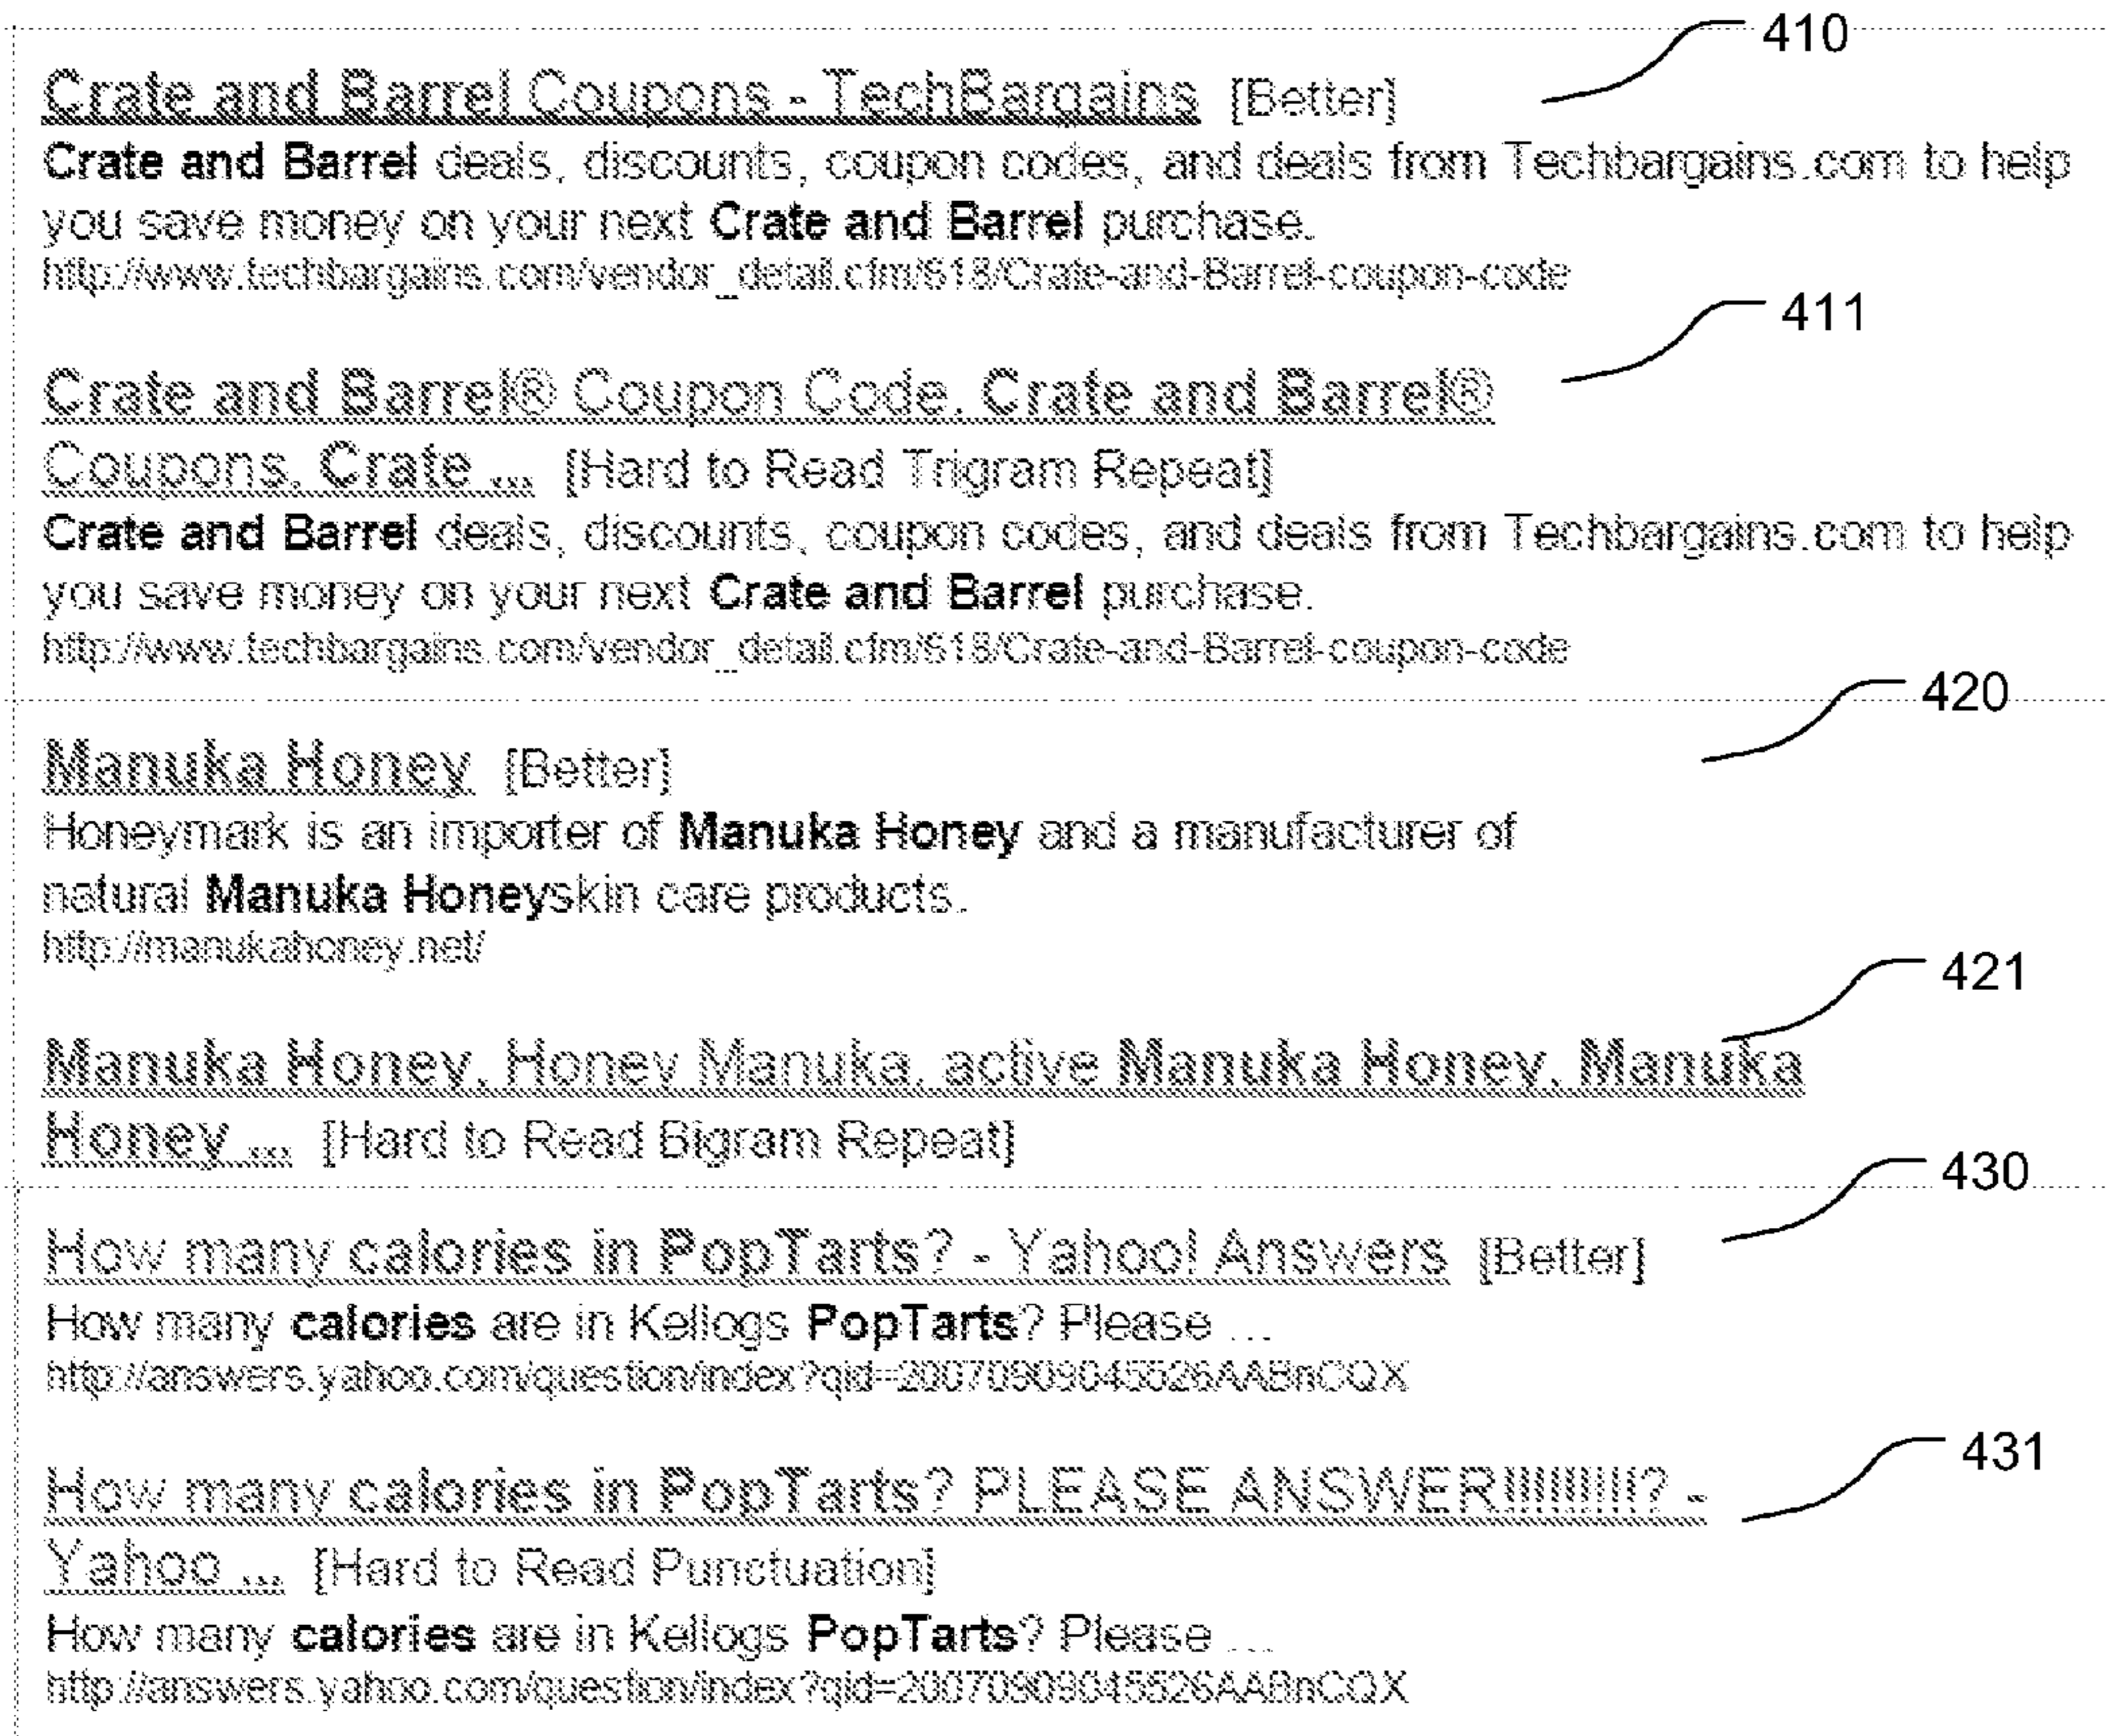 410
Crate and Barrel Coupons - TechBargains [Better]
Crate and Barrel deals, discounts, coupon codes, and deals from Techbargains.com to help
you save money on your next Crate and Barrel purchase.
http://www.techbargains.com/vendor_detail.cfm/618/Crate-and-Barrel-coupon-code
411
Crate and Barrel® Coupon Code, Crate and Barrel®
Coupons, Crate ... [Hard to Read Trigram Repeat]
Crate and Barrel deals, discounts, coupon codes, and deals from Techbargains.com to help
you save money on your next Crate and Barrel purchase.
http://www.techbargains.com/vendor_detail.cfm/618/Crate-and-Barrel-coupon-code
420
Manuka Honey [Better]
Honeymark is an importer of Manuka Honey and a manufacturer of
natural Manuka Honeyskin care products.
http://manukahoney.net/
421
Manuka Honey, Honey Manuka, active Manuka Honey, Manuka
Honey ... [Hard to Read Bigram Repeat]
430
How many calories in PopTarts? - Yahoo! Answers [Better]
How many calories are in Kellogs PopTarts? Please ...
http://answers.yahoo.com/question/index?qid=20070909045526AABnCQX
431
How many calories in PopTarts? PLEASE ANSWER!!!!!!!!!? -
Yahoo ... [Hard to Read Punctuation]
How many calories are in Kellogs PopTarts? Please ...
http://answers.yahoo.com/question/index?qid=20070909045526AABnCQX